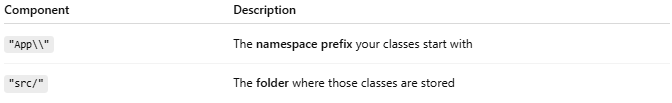 Component Description
"App\\" The namespace prefix your classes start with
"src/" The folder where those classes are stored